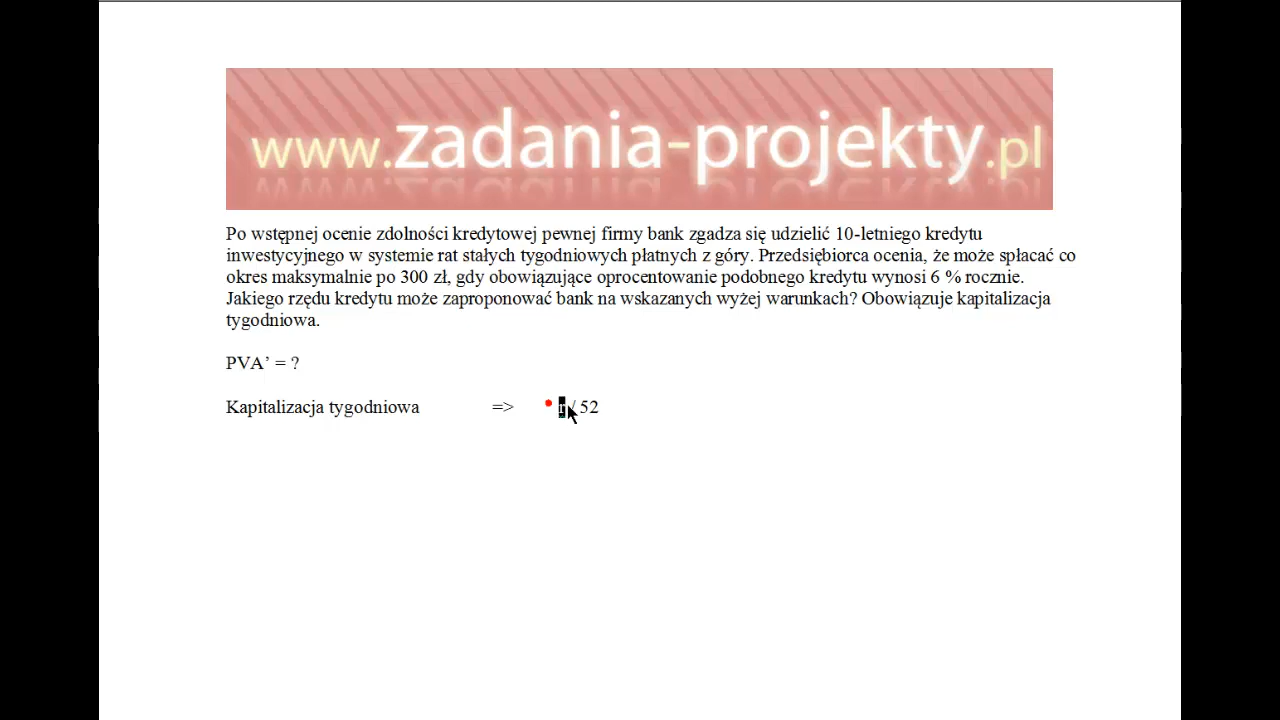 www.zadania-projekty.pl
Po wstępnej ocenie zdolności kredytowej pewnej firmy bank zgadza się udzielić 10-letniego kredytu
inwestycyjnego w systemie rat stałych tygodniowych płatnych z góry. Przedsiębiorca ocenia, że może spłacać co
okres maksymalnie po 300 zł, gdy obowiązujące oprocentowanie podobnego kredytu wynosi 6 % rocznie.
Jakiego rzędu kredytu może zaproponować bank na wskazanych wyżej warunkach? Obowiązuje kapitalizacja
tygodniowa.
PVA’ = ?
Kapitalizacja tygodniowa => r / 52